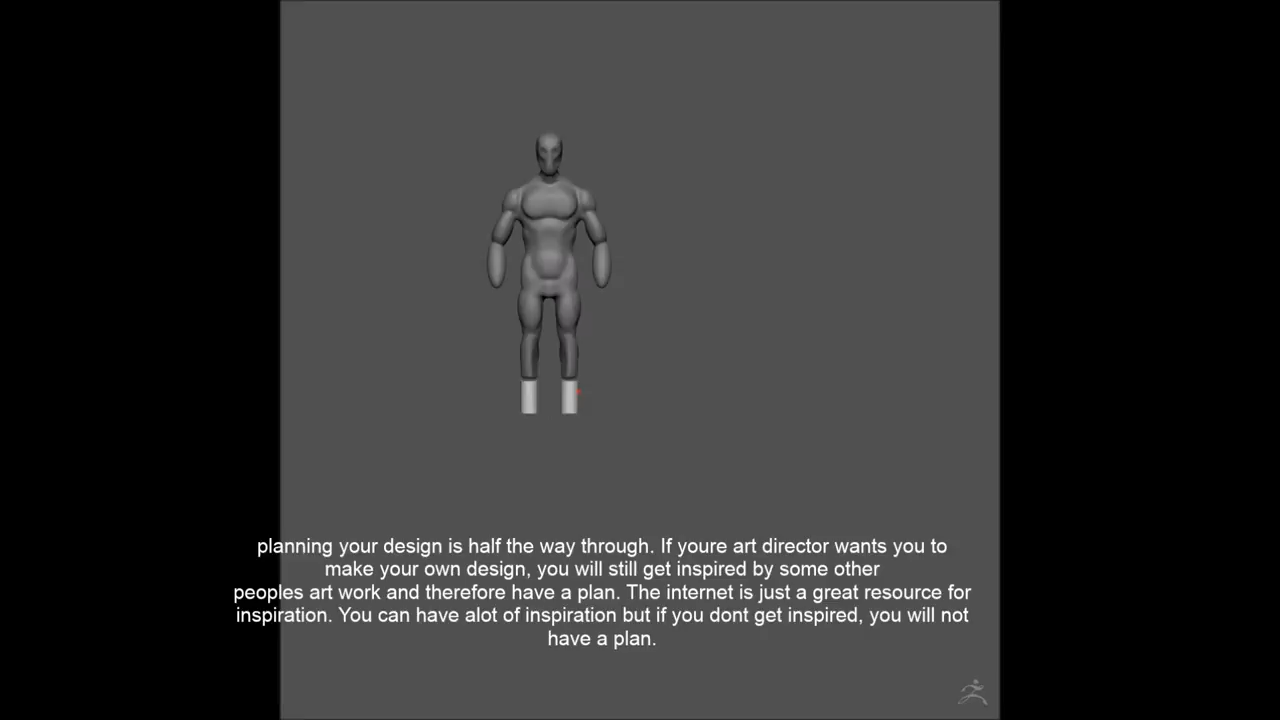 planning your design is half the way through. If youre art director wants you to
make your own design, you will still get inspired by some other
peoples art work and therefore have a plan. The internet is just a great resource for
inspiration. You can have alot of inspiration but if you dont get inspired, you will not
have a plan.